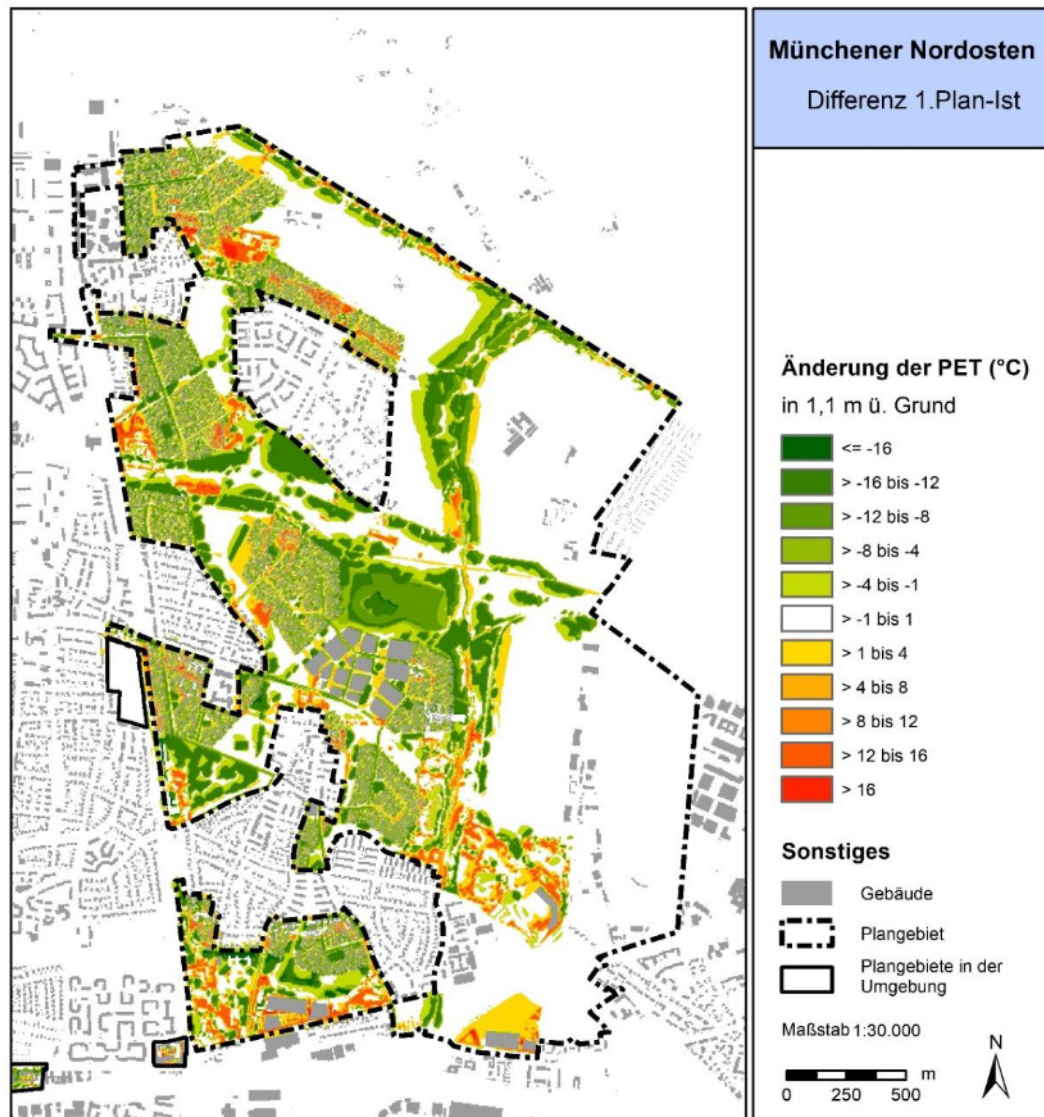 Münchener Nordosten
Differenz 1.Plan-Ist
Änderung der PET (°C)
in 1,1 m ü. Grund
<= -16
> -16 bis -12
> -12 bis -8
> -8 bis -4
> -4 bis -1
> -1 bis 1
> 1 bis 4
> 4 bis 8
> 8 bis 12
> 12 bis 16
> 16
Sonstiges
Gebäude
Plangebiet
Plangebiete in der
Umgebung
Maßstab 1:30.000
N
0 250 500 m